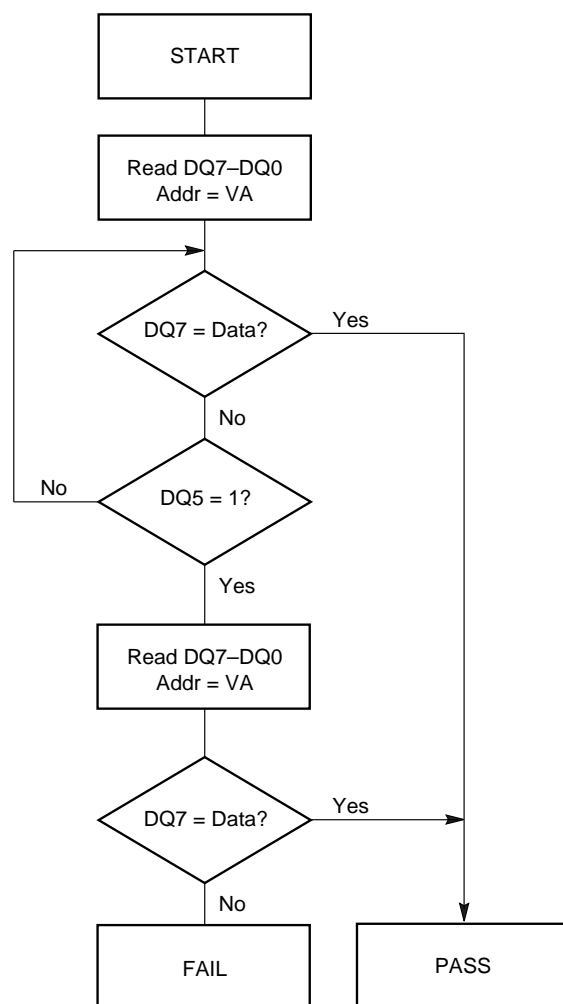 START
Read DQ7–DQ0
Addr = VA
DQ7 = Data?
Yes
No
DQ5 = 1?
No
Yes
Read DQ7–DQ0
Addr = VA
DQ7 = Data?
Yes
No
FAIL
PASS